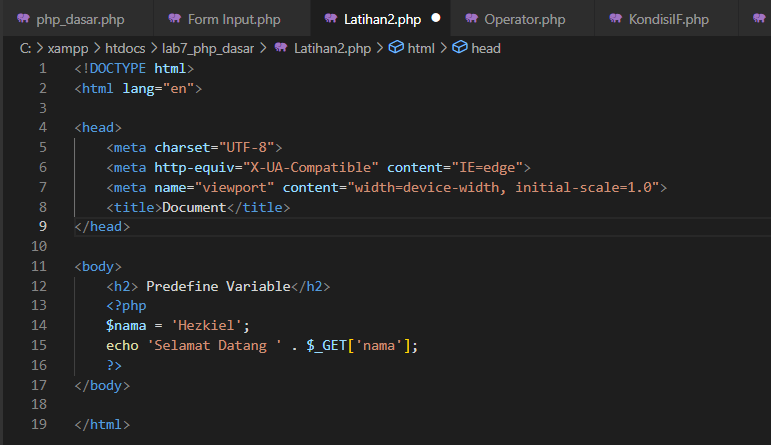 php_dasar.php Form Input.php Latihan2.php Operator.php KondisiIF.php
C: > xampp > htdocs > lab7_php_dasar > Latihan2.php > html > head
1 <!DOCTYPE html>
2 <html lang="en">
3
4 <head>
5 <meta charset="UTF-8">
6 <meta http-equiv="X-UA-Compatible" content="IE=edge">
7 <meta name="viewport" content="width=device-width, initial-scale=1.0">
8 <title>Document</title>
9 </head>
10
11 <body>
12 <h2> Predefine Variable</h2>
13 <?php
14 $nama = 'Hezkiel';
15 echo 'Selamat Datang ' . $_GET['nama'];
16 ?>
17 </body>
18
19 </html>